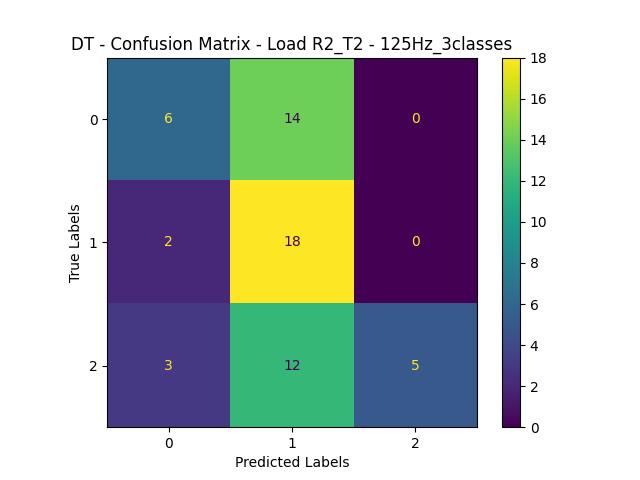 DT - Confusion Matrix - Load R2_T2 - 125Hz_3classes
True Labels
0 6 14 0
1 2 18 0
2 3 12 5
0 1 2
Predicted Labels
18
16
14
12
10
8
6
4
2
0